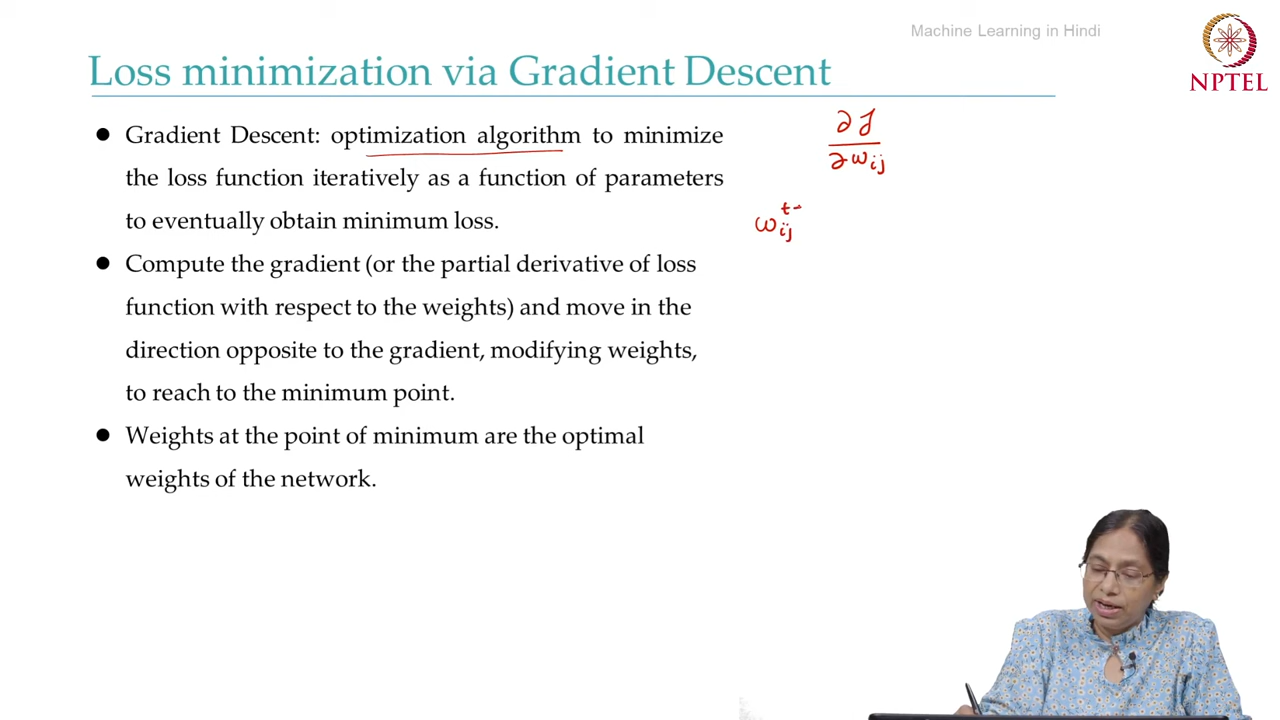 Machine Learning in Hindi
NPTEL
Loss minimization via Gradient Descent
● Gradient Descent: optimization algorithm to minimize
the loss function iteratively as a function of parameters
to eventually obtain minimum loss.
● Compute the gradient (or the partial derivative of loss
function with respect to the weights) and move in the
direction opposite to the gradient, modifying weights,
to reach to the minimum point.
● Weights at the point of minimum are the optimal
weights of the network.
∂J
∂ω_ij
ω_ij^t-